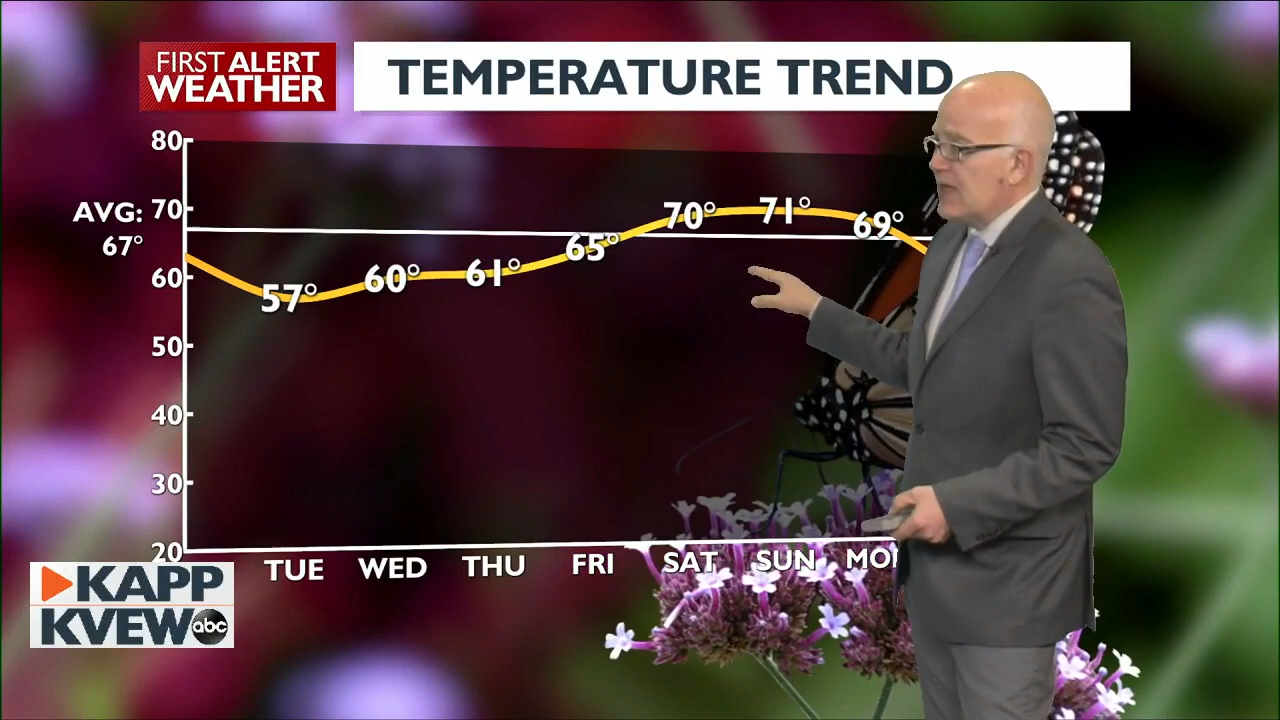 FIRST ALERT
WEATHER
TEMPERATURE TREND
80
AVG: 70
67°
60
50
40
30
20
57° 60° 61° 65° 70° 71° 69°
TUE WED THU FRI SAT SUN MON
KAPP
KVEW abc